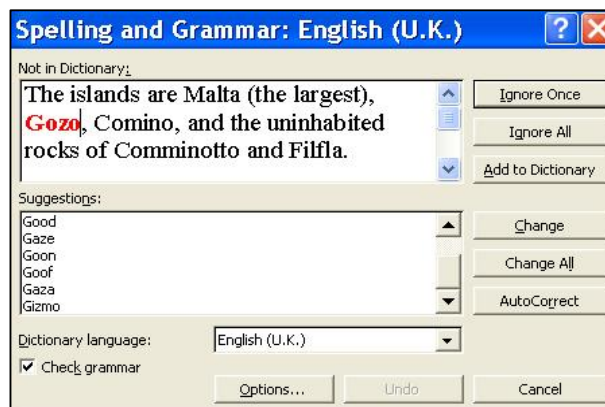 Spelling and Grammar: English (U.K.)
Not in Dictionary:
The islands are Malta (the largest),
Gozo, Comino, and the uninhabited
rocks of Comminotto and Filfla.
Ignore Once
Ignore All
Add to Dictionary
Suggestions:
Good
Gaze
Goon
Goof
Gaza
Gizmo
Change
Change All
AutoCorrect
Dictionary language:
English (U.K.)
Check grammar
Options...
Undo
Cancel